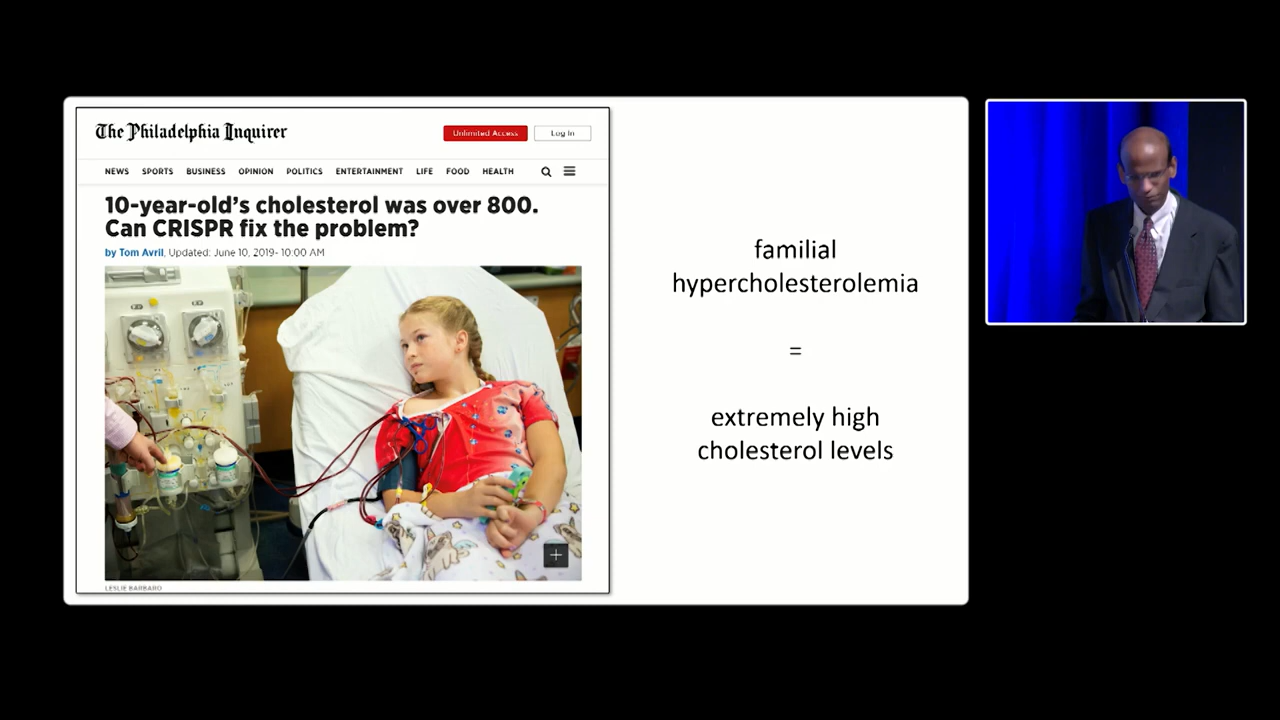 The Philadelphia Inquirer
Unlimited Access
Log In
NEWS SPORTS BUSINESS OPINION POLITICS ENTERTAINMENT LIFE FOOD HEALTH
10-year-old's cholesterol was over 800.
Can CRISPR fix the problem?
by Tom Avril, Updated: June 10, 2019- 10:00 AM
LESLIE BARBARO
familial
hypercholesterolemia
=
extremely high
cholesterol levels